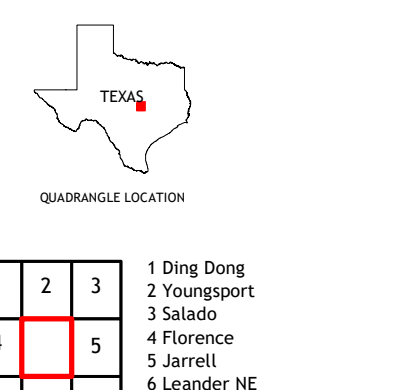 TEXAS
QUADRANGLE LOCATION
2 3
5
1 Ding Dong
2 Youngsport
3 Salado
4 Florence
5 Jarrell
6 Leander NE